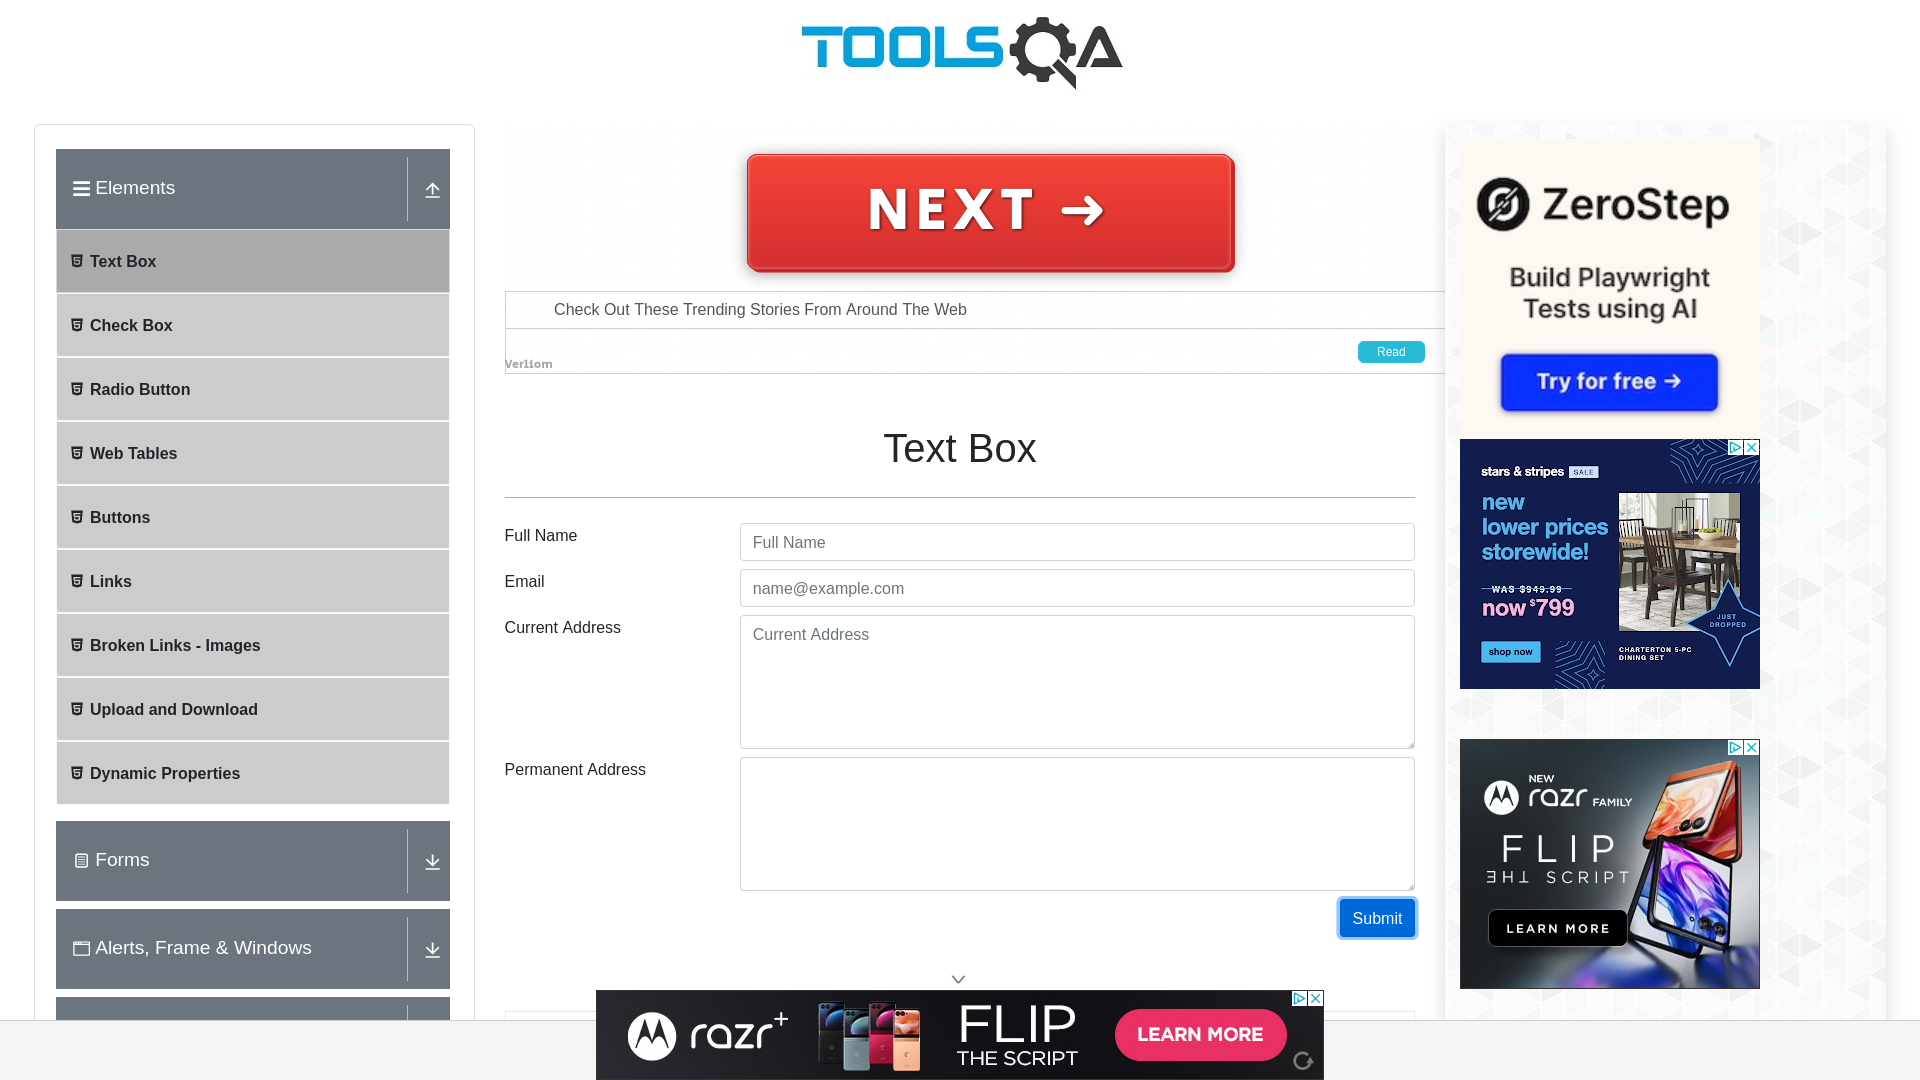 TOOLSQA
Elements
Text Box
Check Box
Radio Button
Web Tables
Buttons
Links
Broken Links - Images
Upload and Download
Dynamic Properties
Forms
Alerts, Frame & Windows
NEXT →
Check Out These Trending Stories From Around The Web
Read
Verliom
Text Box
Full Name
Full Name
Email
name@example.com
Current Address
Current Address
Permanent Address
Submit
ZeroStep
Build Playwright
Tests using AI
Try for free →
stars & stripes SALE
new
lower prices
storewide!
WAS $949.99
now $799
JUST
DROPPED
shop now
CHARTERTON 5-PC
DINING SET
NEW
razr FAMILY
FLIP
THE SCRIPT
LEARN MORE
razr+
FLIP
THE SCRIPT
LEARN MORE